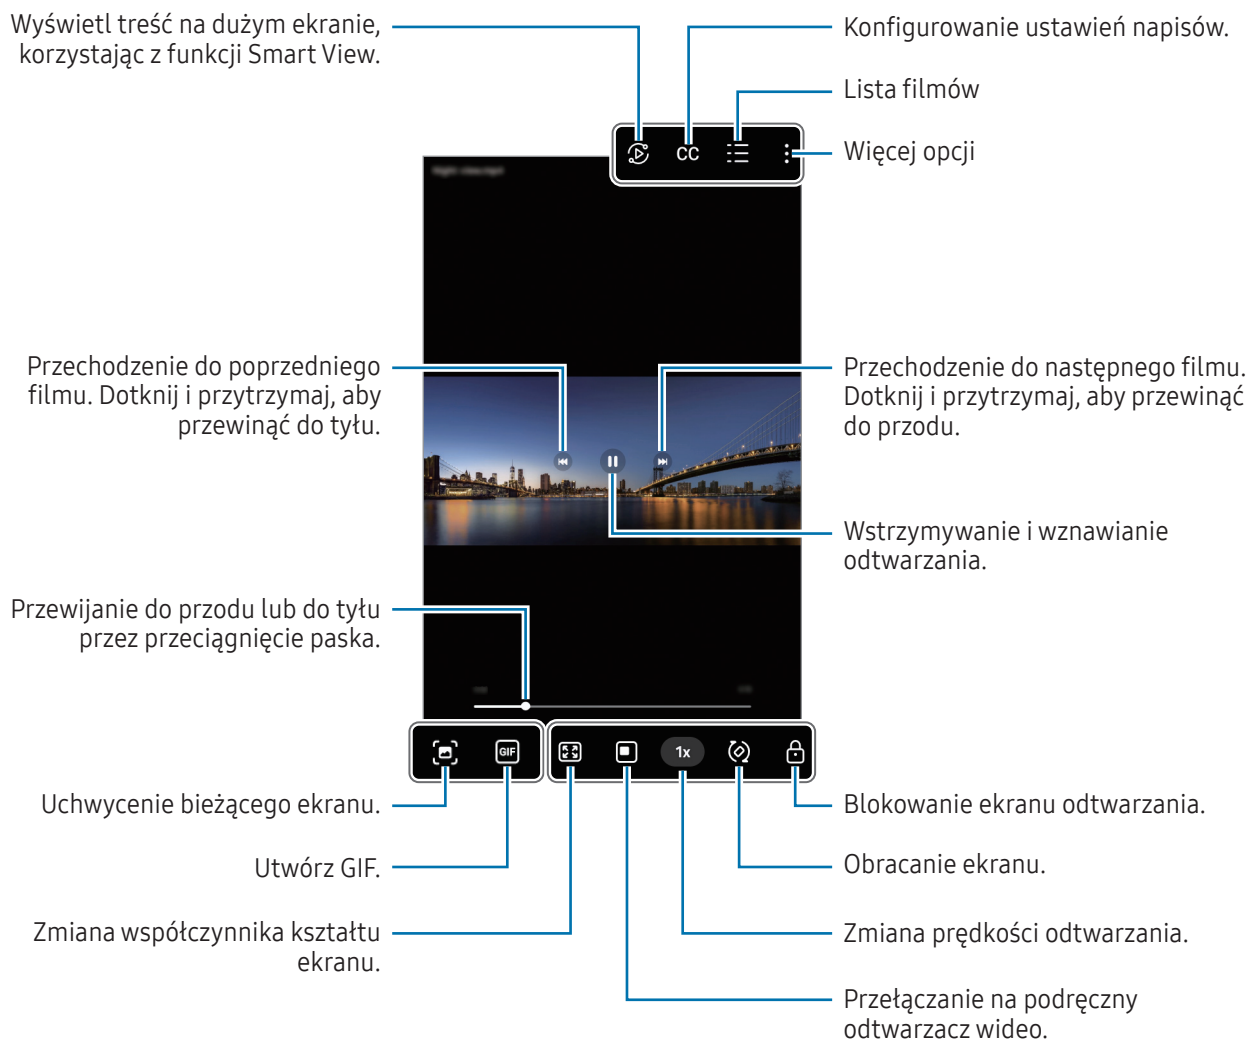 Wyświetl treść na dużym ekranie,
korzystając z funkcji Smart View.
Konfigurowanie ustawień napisów.
Lista filmów
Więcej opcji
CC
Przechodzenie do poprzedniego
filmu. Dotknij i przytrzymaj, aby
przewinąć do tyłu.
Przechodzenie do następnego filmu.
Dotknij i przytrzymaj, aby przewinąć
do przodu.
Wstrzymywanie i wznawianie
odtwarzania.
Przewijanie do przodu lub do tyłu
przez przeciągnięcie paska.
GIF
1x
Uchwycenie bieżącego ekranu.
Utwórz GIF.
Zmiana współczynnika kształtu
ekranu.
Blokowanie ekranu odtwarzania.
Obracanie ekranu.
Zmiana prędkości odtwarzania.
Przełączanie na podręczny
odtwarzacz wideo.